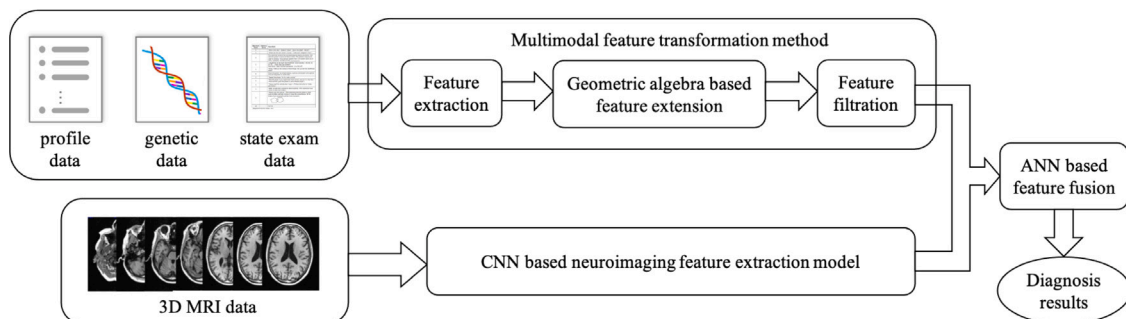 Multimodal feature transformation method
Feature
extraction
Geometric algebra based
feature extension
Feature
filtration
profile
data
genetic
data
state exam
data
ANN based
feature fusion
CNN based neuroimaging feature extraction model
3D MRI data
Diagnosis
results